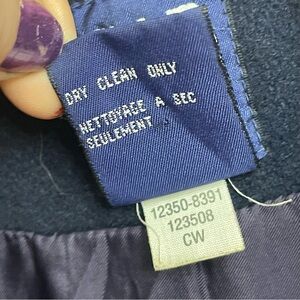 DRY CLEAN ONLY
NETTOYAGE A SEC
SEULEMENT
12350-8391
123508
CW